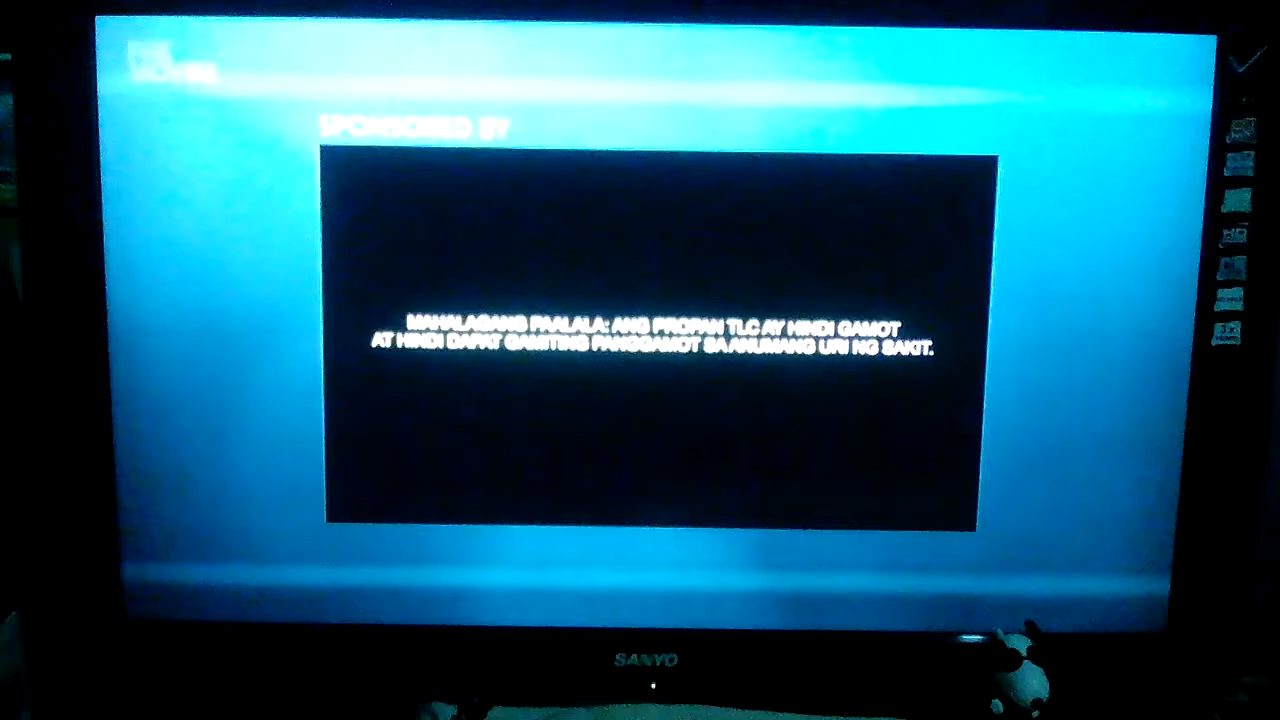 SPONSORED BY
MAHALAGANG PAALALA: ANG PROPAN TLC AY HINDI GAMOT
AT HINDI DAPAT GAMITING PANGGAMOT SA ANUMANG URI NG SAKIT.
SANYO